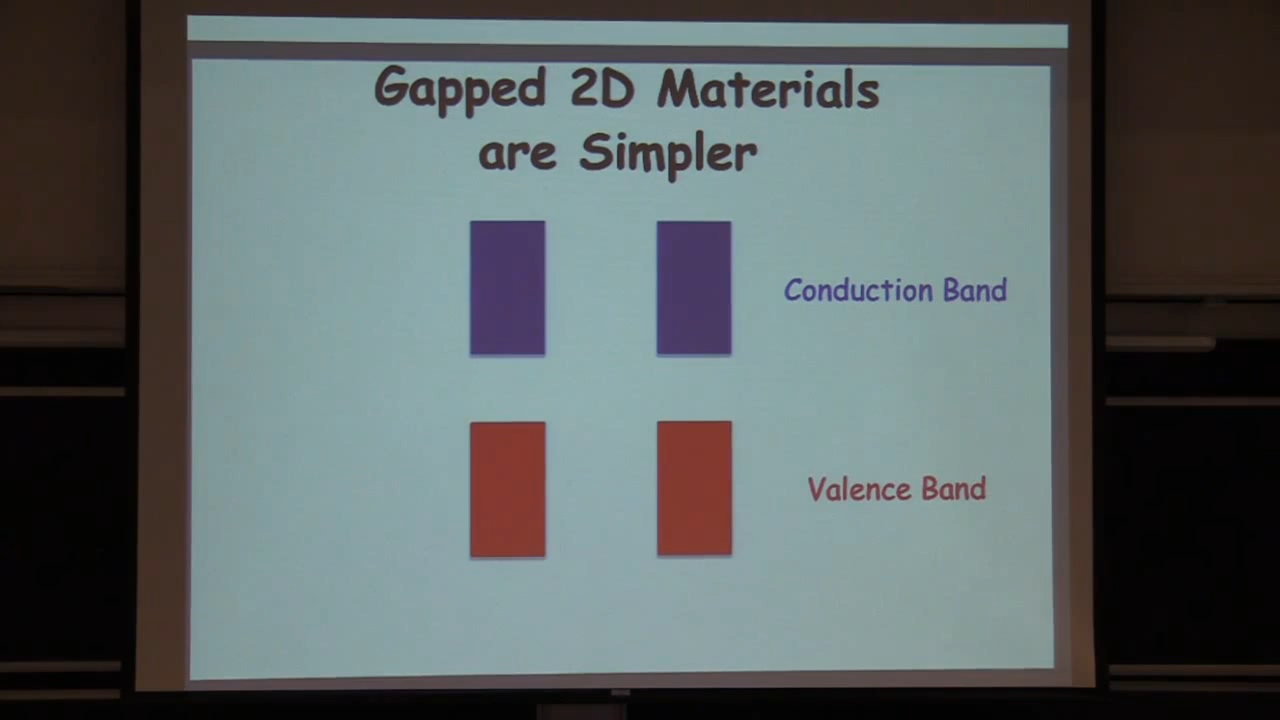 Gapped 2D Materials
are Simpler
Conduction Band
Valence Band